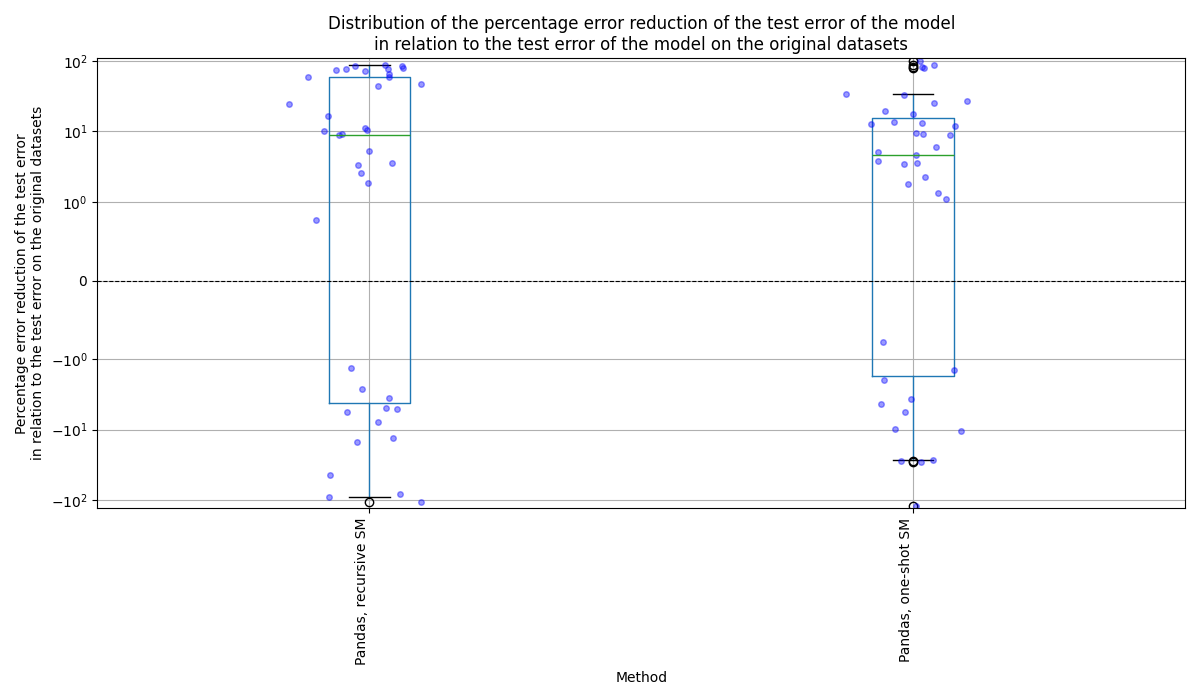 Distribution of the percentage error reduction of the test error of the model
in relation to the test error of the model on the original datasets
Percentage error reduction of the test error
in relation to the test error on the original datasets
10²
10¹
10⁰
0
−10⁰
−10¹
−10²
Pandas, recursive SM
Pandas, one-shot SM
Method